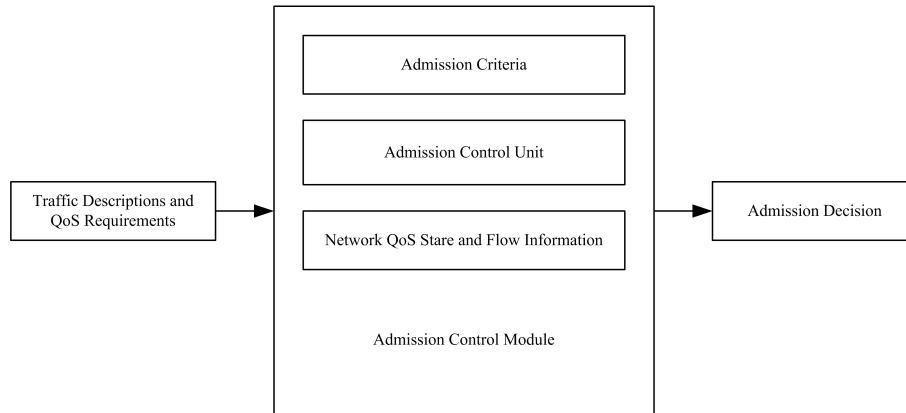 Admission Criteria
Admission Control Unit
Traffic Descriptions and
QoS Requirements
Network QoS Stare and Flow Information
Admission Decision
Admission Control Module